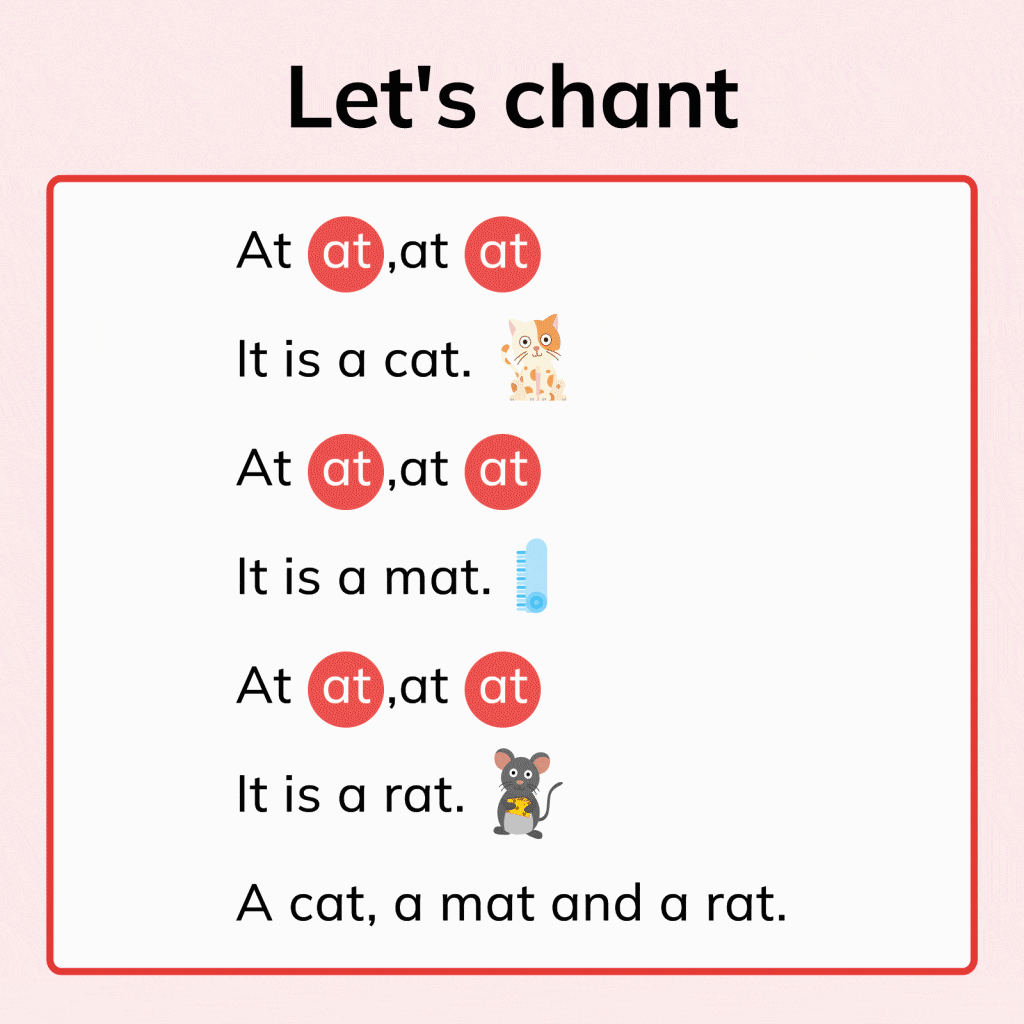 Let's chant
At at ,at at
It is a cat.
At at ,at at
It is a mat.
At at ,at at
It is a rat.
A cat, a mat and a rat.